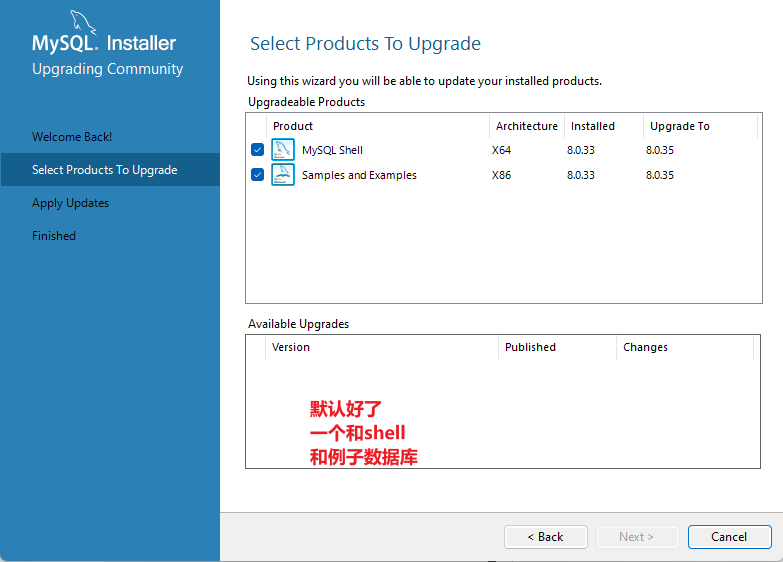 MySQL. Installer
Upgrading Community
Welcome Back!
Select Products To Upgrade
Apply Updates
Finished
Select Products To Upgrade
Using this wizard you will be able to update your installed products.
Upgradeable Products
Product Architecture Installed Upgrade To
MySQL Shell X64 8.0.33 8.0.35
Samples and Examples X86 8.0.33 8.0.35
Available Upgrades
Version Published Changes
默认好了
一个和shell
和例子数据库
< Back Next > Cancel